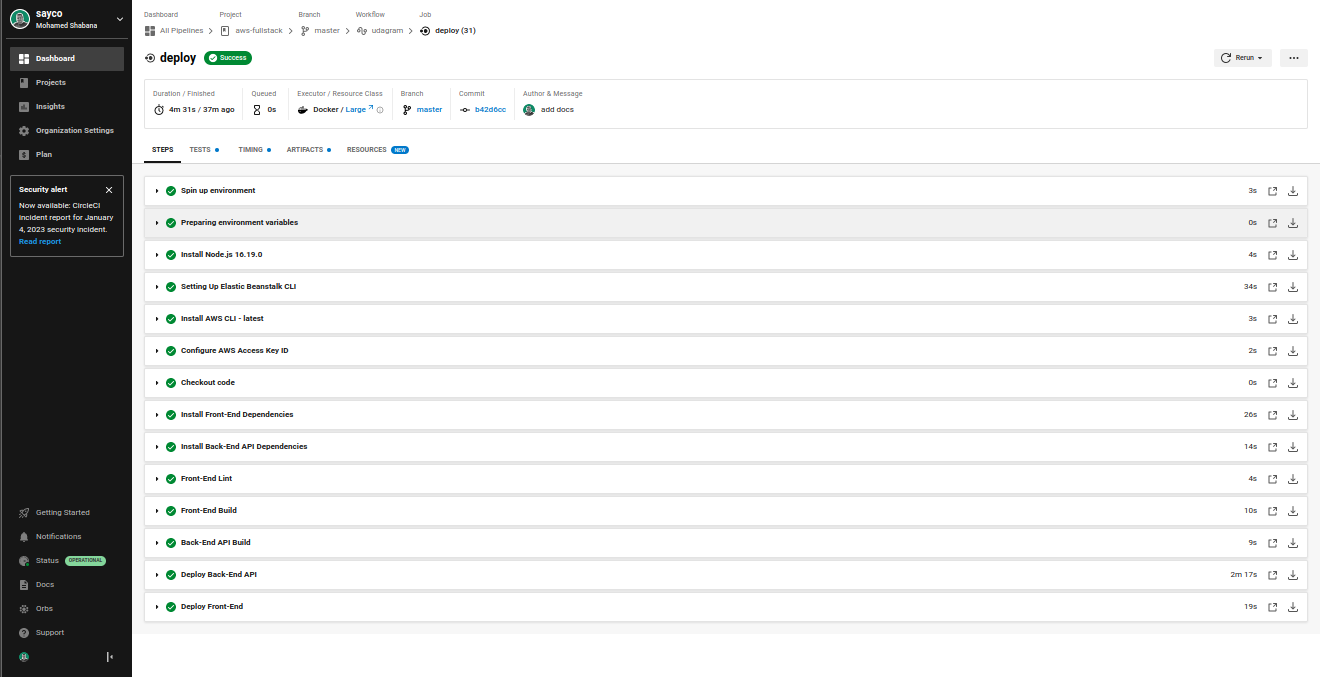 sayco
Mohamed Shabana
Dashboard
Projects
Insights
Organization Settings
Plan
Security alert
Now available: CircleCI
incident report for January
4, 2023 security incident.
Read report
Getting Started
Notifications
Status OPERATIONAL
Docs
Orbs
Support
Dashboard Project Branch Workflow Job
All Pipelines aws-fullstack master udagram deploy (31)
deploy Success
Rerun
Duration / Finished Queued Executor / Resource Class Branch Commit Author & Message
4m 31s / 37m ago 0s Docker / Large master b42d6cc add docs
STEPS TESTS TIMING ARTIFACTS RESOURCES NEW
Spin up environment 3s
Preparing environment variables 0s
Install Node.js 16.19.0 4s
Setting Up Elastic Beanstalk CLI 34s
Install AWS CLI - latest 3s
Configure AWS Access Key ID 2s
Checkout code 0s
Install Front-End Dependencies 26s
Install Back-End API Dependencies 14s
Front-End Lint 4s
Front-End Build 10s
Back-End API Build 9s
Deploy Back-End API 2m 17s
Deploy Front-End 19s